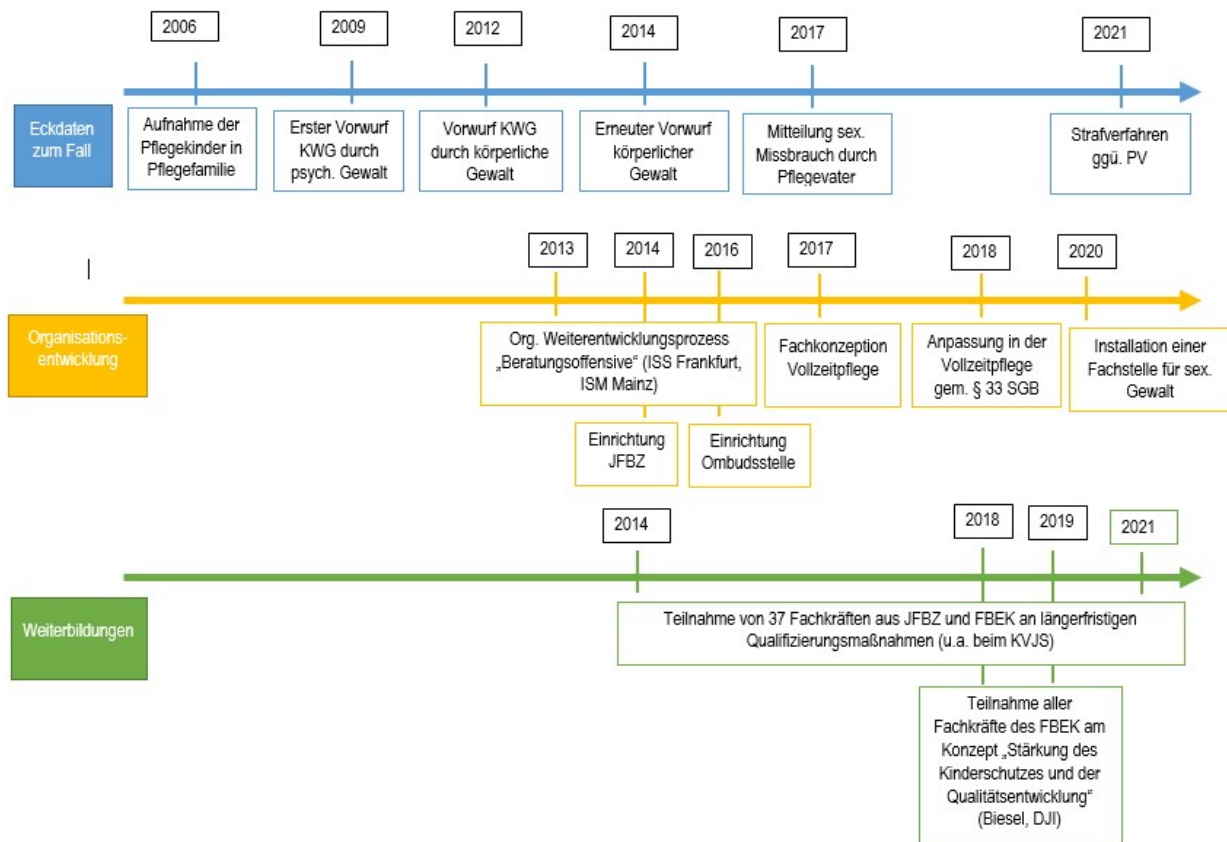 2006
2009
2012
2014
2017
2021
Eckdaten
zum Fall
Aufnahme der
Pflegekinder in
Pflegefamilie
Erster Vorwurf
KWG durch
psych. Gewalt
Vorwurf KWG
durch körperliche
Gewalt
Erneuter Vorwurf
körperlicher
Gewalt
Mitteilung sex.
Missbrauch durch
Pflegevater
Strafverfahren
ggü. PV
2013
2014
2016
2017
2018
2020
Organisations-
entwicklung
Org. Weiterentwicklungsprozess
„Beratungsoffensive“ (ISS Frankfurt,
ISM Mainz)
Fachkonzeption
Vollzeitpflege
Anpassung in der
Vollzeitpflege
gem. § 33 SGB
Installation einer
Fachstelle für sex.
Gewalt
Einrichtung
JFBZ
Einrichtung
Ombudsstelle
2014
2018
2019
2021
Weiterbildungen
Teilnahme von 37 Fachkräften aus JFBZ und FBEK an längerfristigen
Qualifizierungsmaßnahmen (u.a. beim KVJS)
Teilnahme aller
Fachkräfte des FBEK am
Konzept „Stärkung des
Kinderschutzes und der
Qualitätsentwicklung“
(Biesel, DJI)